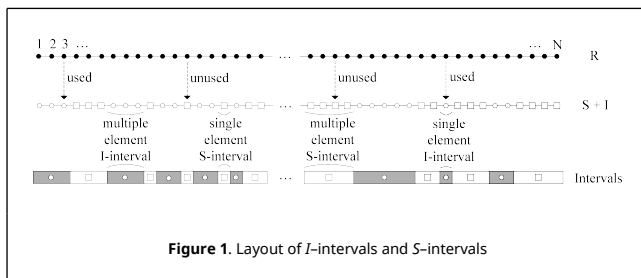 1 2 3 ... ... ... N R
used unused unused used
S + I
multiple single multiple single
element element element element
I-interval S-interval S-interval I-interval
... Intervals
Figure 1. Layout of I–intervals and S–intervals